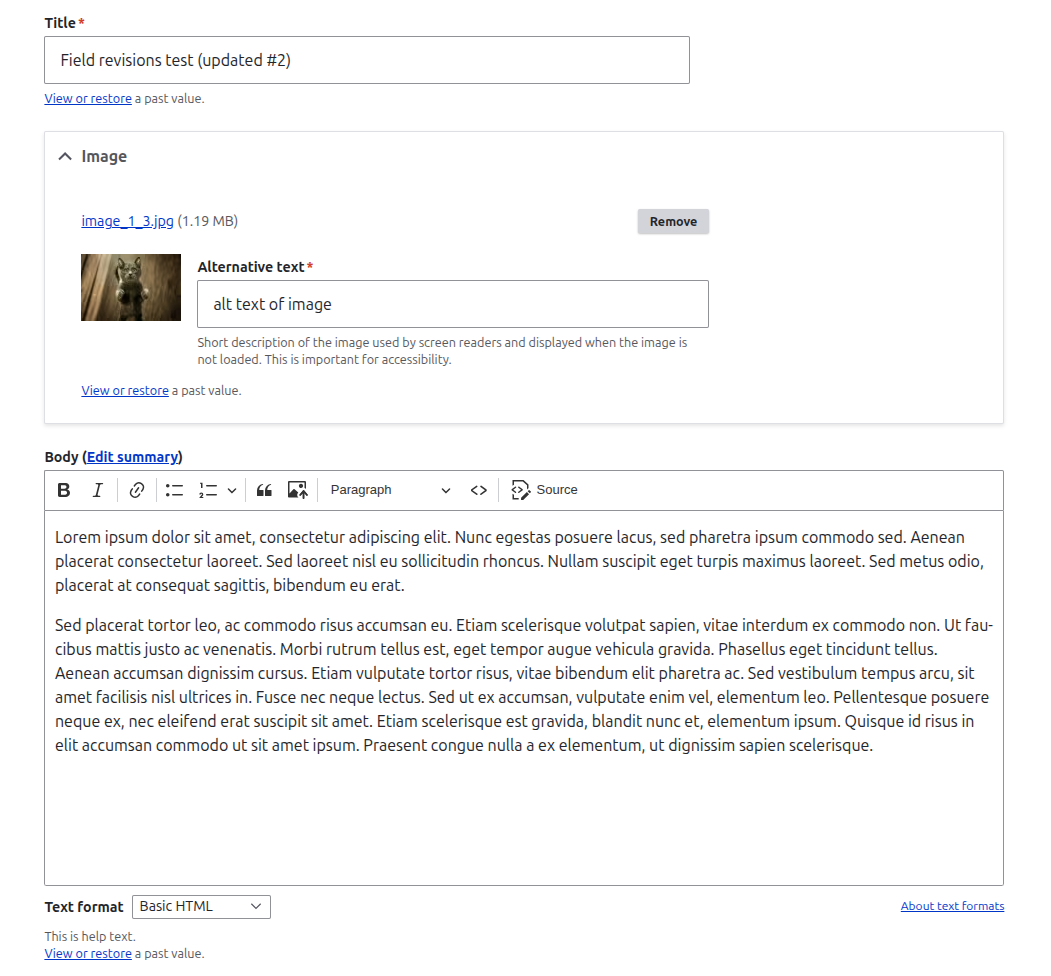 Title*
Field revisions test (updated #2)
View or restore a past value.
Image
image_1_3.jpg (1.19 MB)
Remove
Alternative text*
alt text of image
Short description of the image used by screen readers and displayed when the image is
not loaded. This is important for accessibility.
View or restore a past value.
Body (Edit summary)
B I Paragraph Source
Lorem ipsum dolor sit amet, consectetur adipiscing elit. Nunc egestas posuere lacus, sed pharetra ipsum commodo sed. Aenean
placerat consectetur laoreet. Sed laoreet nisl eu sollicitudin rhoncus. Nullam suscipit eget turpis maximus laoreet. Sed metus odio,
placerat at consequat sagittis, bibendum eu erat.
Sed placerat tortor leo, ac commodo risus accumsan eu. Etiam scelerisque volutpat sapien, vitae interdum ex commodo non. Ut fau-
cibus mattis justo ac venenatis. Morbi rutrum tellus est, eget tempor augue vehicula gravida. Phasellus eget tincidunt tellus.
Aenean accumsan dignissim cursus. Etiam vulputate tortor risus, vitae bibendum elit pharetra ac. Sed vestibulum tempus arcu, sit
amet facilisis nisl ultrices in. Fusce nec neque lectus. Sed ut ex accumsan, vulputate enim vel, elementum leo. Pellentesque posuere
neque ex, nec eleifend erat suscipit sit amet. Etiam scelerisque est gravida, blandit nunc et, elementum ipsum. Quisque id risus in
elit accumsan commodo ut sit amet ipsum. Praesent congue nulla a ex elementum, ut dignissim sapien scelerisque.
Text format Basic HTML About text formats
This is help text.
View or restore a past value.